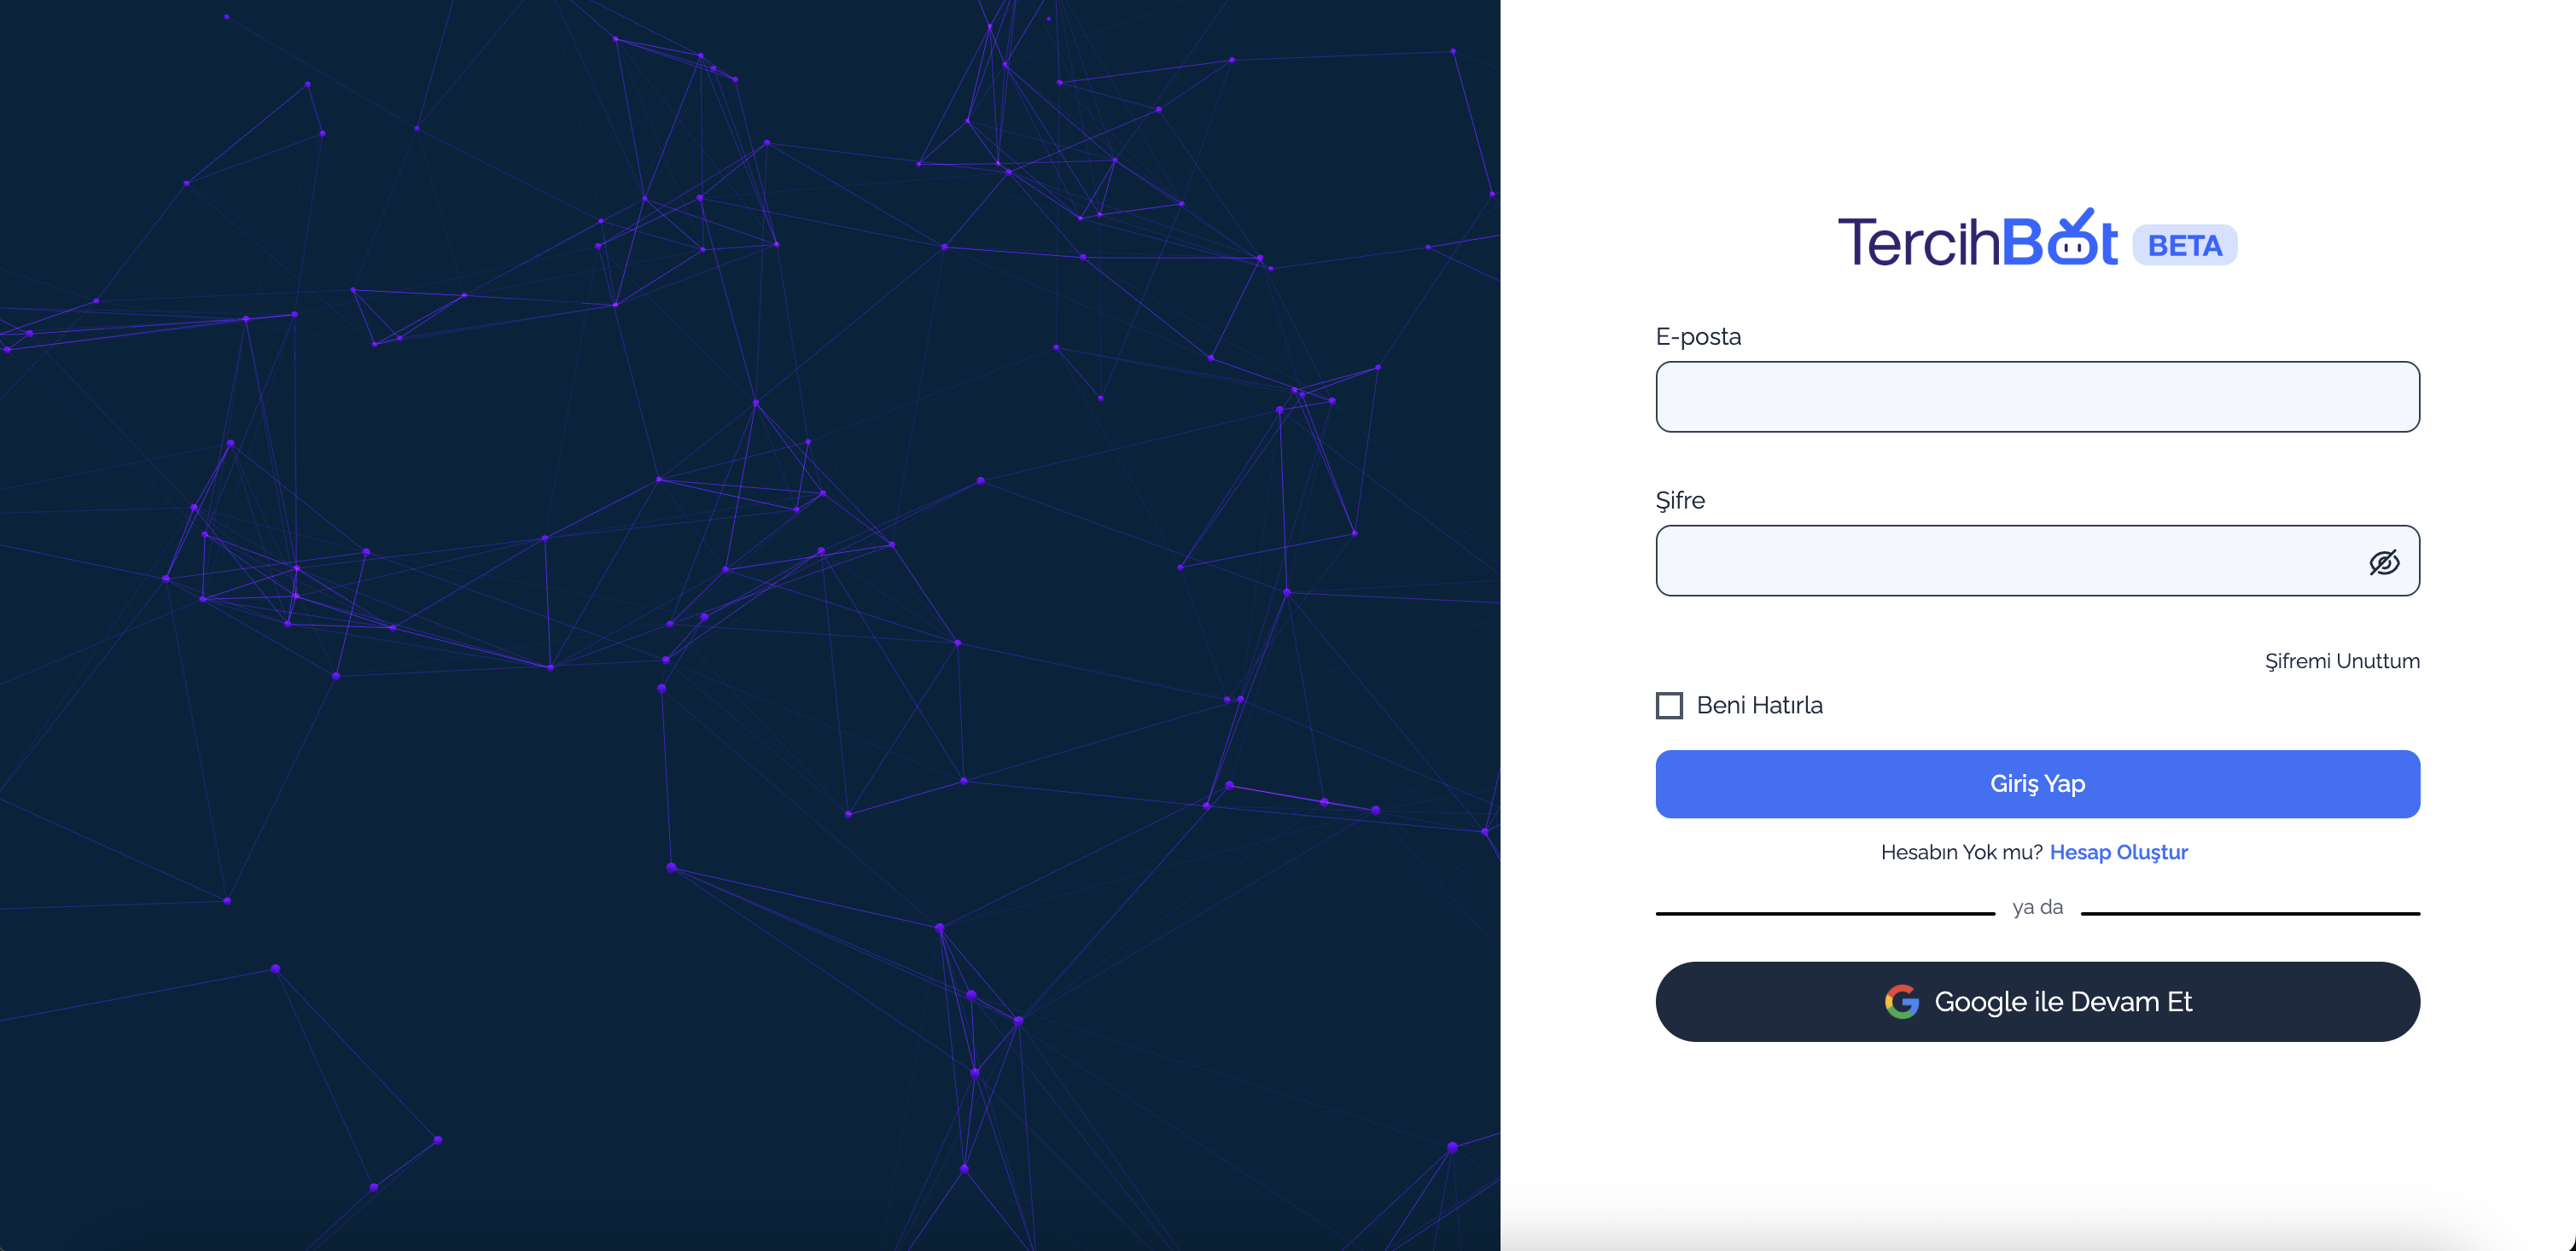 TercihBot BETA
E-posta
Şifre
Şifremi Unuttum
Beni Hatırla
Giriş Yap
Hesabın Yok mu? Hesap Oluştur
ya da
Google ile Devam Et